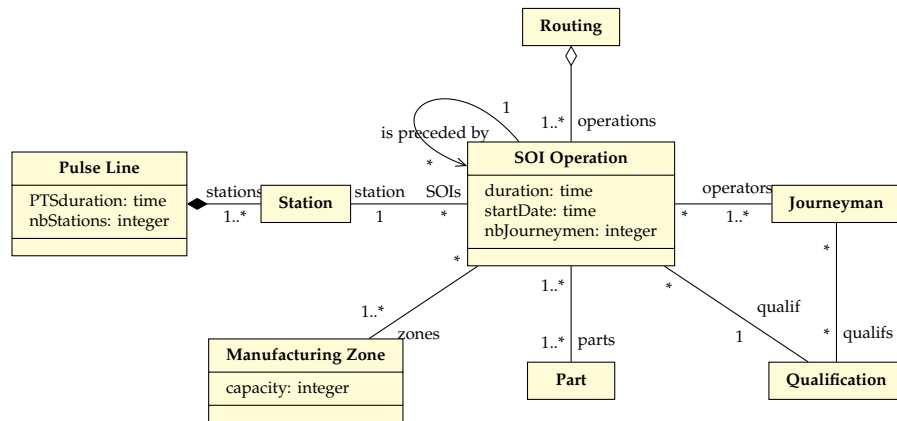 Routing
1
1..*
operations
is preceded by
*
SOI Operation
duration: time
startDate: time
nbJourneymen: integer
Pulse Line
PTSduration: time
nbStations: integer
stations
1..*
Station
station
1
SOIs
*
operators
*
1..*
Journeyman
*
1..*
zones
Manufacturing Zone
capacity: integer
1..*
1..*
parts
Part
*
qualif
1
*
*
qualifs
Qualification